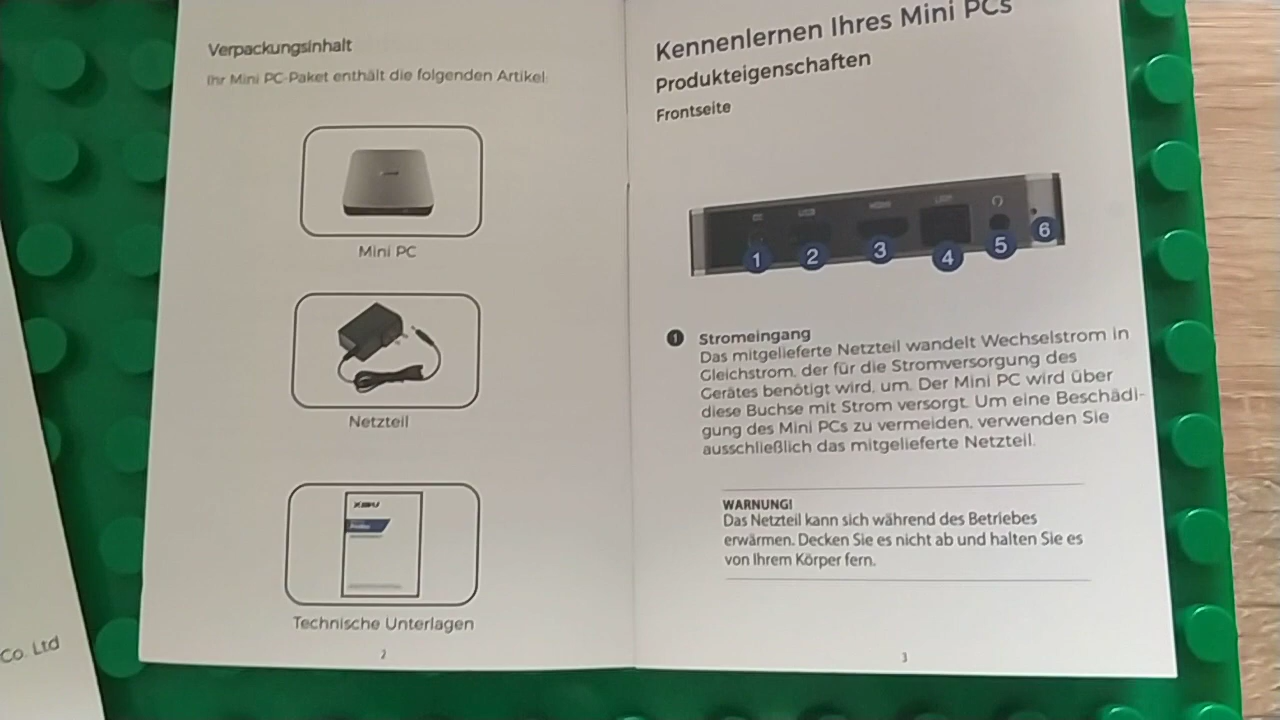 Verpackungsinhalt
Ihr Mini PC-Paket enthält die folgenden Artikel:
Mini PC
Netzteil
Technische Unterlagen
2
Kennenlernen Ihres Mini PCs
Produkteigenschaften
Frontseite
USB
HDMI
1 2 3 4 5 6
1 Stromeingang
Das mitgelieferte Netzteil wandelt Wechselstrom in
Gleichstrom, der für die Stromversorgung des
Gerätes benötigt wird, um. Der Mini PC wird über
diese Buchse mit Strom versorgt. Um eine Beschädi-
gung des Mini PCs zu vermeiden, verwenden Sie
ausschließlich das mitgelieferte Netzteil.
WARNUNG!
Das Netzteil kann sich während des Betriebes
erwärmen. Decken Sie es nicht ab und halten Sie es
von Ihrem Körper fern.
3
Co. Ltd